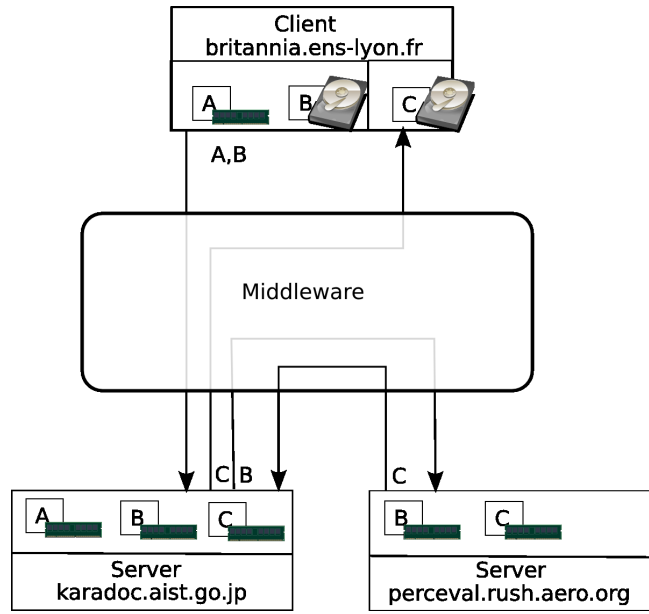 Client
britannia.ens-lyon.fr
A
B
C
A,B
Middleware
C
B
C
A
B
C
B
C
Server
karadoc.aist.go.jp
Server
perceval.rush.aero.org